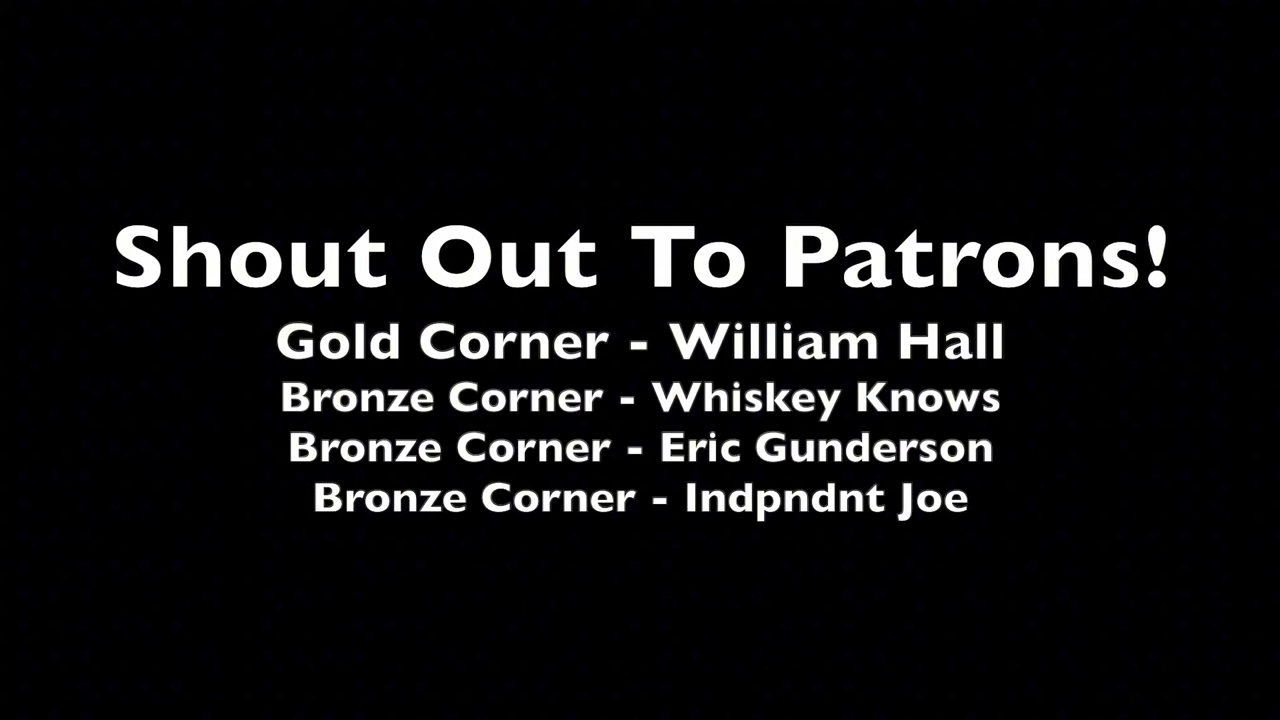 Shout Out To Patrons!
Gold Corner - William Hall
Bronze Corner - Whiskey Knows
Bronze Corner - Eric Gunderson
Bronze Corner - Indpndnt Joe